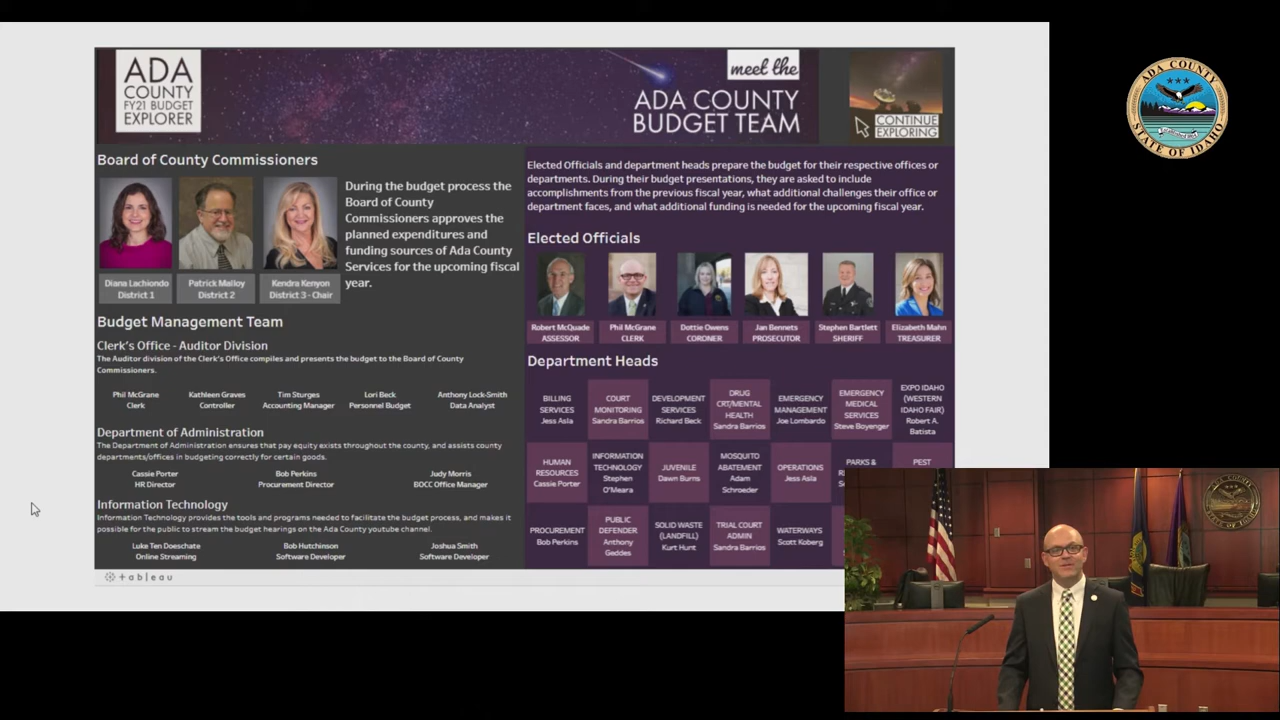 ADA
COUNTY
FY21 BUDGET
EXPLORER
meet the
ADA COUNTY
BUDGET TEAM
CONTINUE
EXPLORING
ADA COUNTY
STATE OF IDAHO
Board of County Commissioners
During the budget process the
Board of County
Commissioners approves the
planned expenditures and
funding sources of Ada County
Services for the upcoming fiscal
year.
Diana Lachiondo
District 1
Patrick Malloy
District 2
Kendra Kenyon
District 3 - Chair
Budget Management Team
Clerk's Office - Auditor Division
The Auditor division of the Clerk's Office compiles and presents the budget to the Board of County
Commissioners.
Phil McGrane
Clerk
Kathleen Graves
Controller
Tim Sturges
Accounting Manager
Lori Beck
Personnel Budget
Anthony Lock-Smith
Data Analyst
Department of Administration
The Department of Administration ensures that pay equity exists throughout the county, and assists county
departments/offices in budgeting correctly for certain goods.
Cassie Porter
HR Director
Bob Perkins
Procurement Director
Judy Morris
BOCC Office Manager
Information Technology
Information Technology provides the tools and programs needed to facilitate the budget process, and makes it
possible for the public to stream the budget hearings on the Ada County youtube channel.
Luke Ten Doeschate
Online Streaming
Bob Hutchinson
Software Developer
Joshua Smith
Software Developer
+ableau
Elected Officials and department heads prepare the budget for their respective offices or
departments. During their budget presentations, they are asked to include
accomplishments from the previous fiscal year, what additional challenges their office or
department faces, and what additional funding is needed for the upcoming fiscal year.
Elected Officials
Robert McQuade
ASSESSOR
Phil McGrane
CLERK
Dottie Owens
CORONER
Jan Bennets
PROSECUTOR
Stephen Bartlett
SHERIFF
Elizabeth Mahn
TREASURER
Department Heads
BILLING
SERVICES
Jess Asla
COURT
MONITORING
Sandra Barrios
DEVELOPMENT
SERVICES
Richard Beck
DRUG
CRT/MENTAL
HEALTH
Sandra Barrios
EMERGENCY
MANAGEMENT
Joe Lombardo
EMERGENCY
MEDICAL
SERVICES
Steve Boyenger
EXPO IDAHO
(WESTERN
IDAHO FAIR)
Robert A.
Batista
HUMAN
RESOURCES
Cassie Porter
INFORMATION
TECHNOLOGY
Stephen
O'Meara
JUVENILE
Dawn Burns
MOSQUITO
ABATEMENT
Adam
Schroeder
OPERATIONS
Jess Asla
PARKS &
PEST
PROCUREMENT
Bob Perkins
PUBLIC
DEFENDER
Anthony
Geddes
SOLID WASTE
(LANDFILL)
Kurt Hunt
TRIAL COURT
ADMIN
Sandra Barrios
WATERWAYS
Scott Koberg